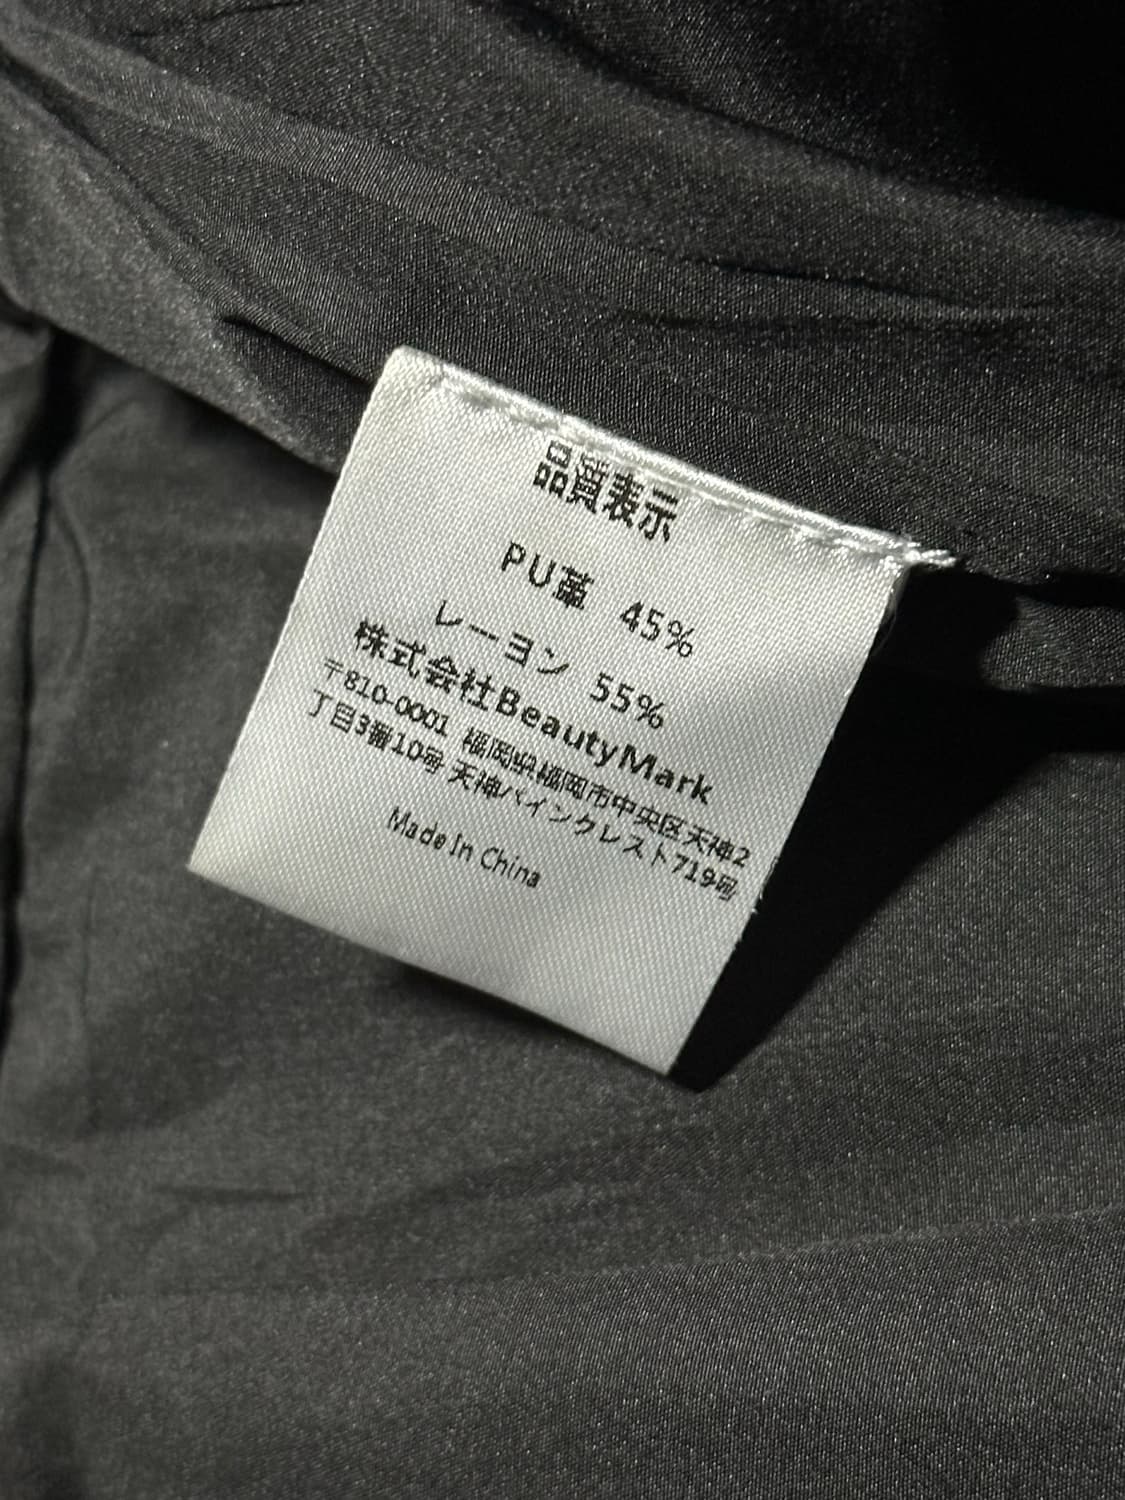 品質表示
PU革 45%
レーヨン 55%
株式会社BeautyMark
〒810-0001 福岡県福岡市中央区天神2
丁目3番10号 天神パインクレスト719号
Made In China